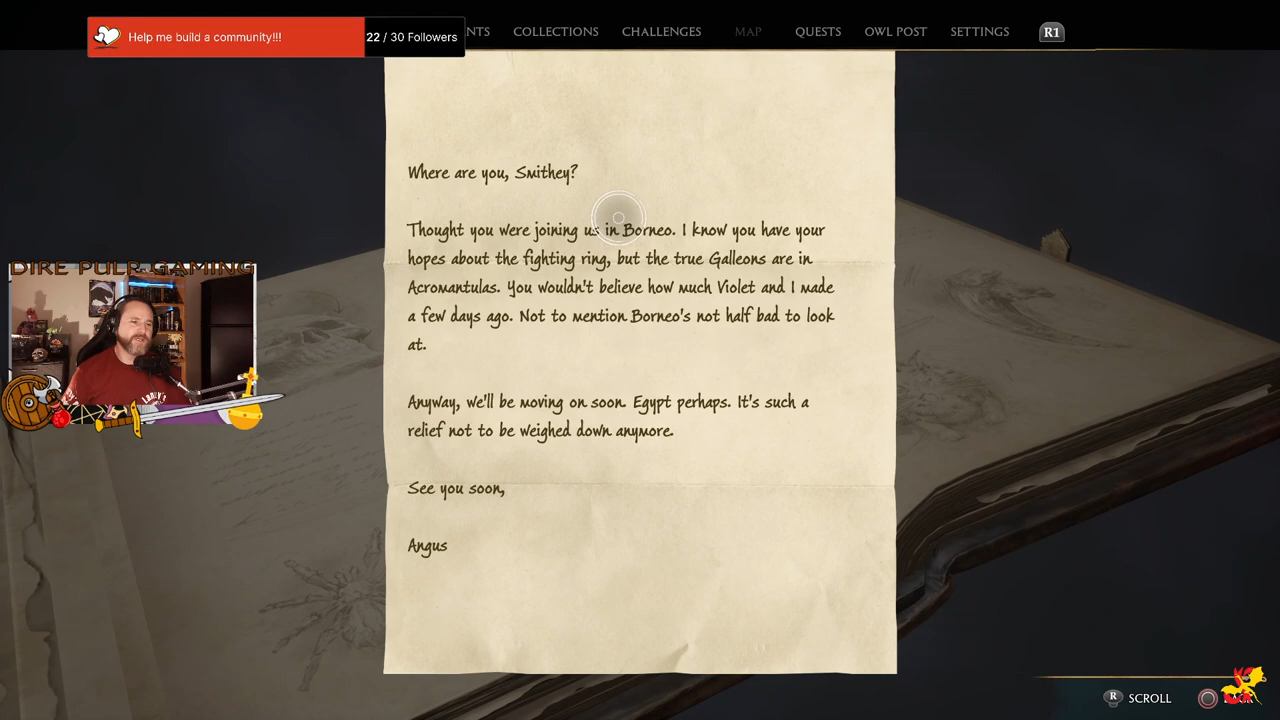 Help me build a community!!! 22 / 30 Followers
NTS COLLECTIONS CHALLENGES MAP QUESTS OWL POST SETTINGS R1
Where are you, Smithey?
Thought you were joining us in Borneo. I know you have your
hopes about the fighting ring, but the true Galleons are in
Acromantulas. You wouldn't believe how much Violet and I made
a few days ago. Not to mention Borneo's not half bad to look
at.
Anyway, we'll be moving on soon. Egypt perhaps. It's such a
relief not to be weighed down anymore.
See you soon,
Angus
DIRE PULP GAMING
R SCROLL